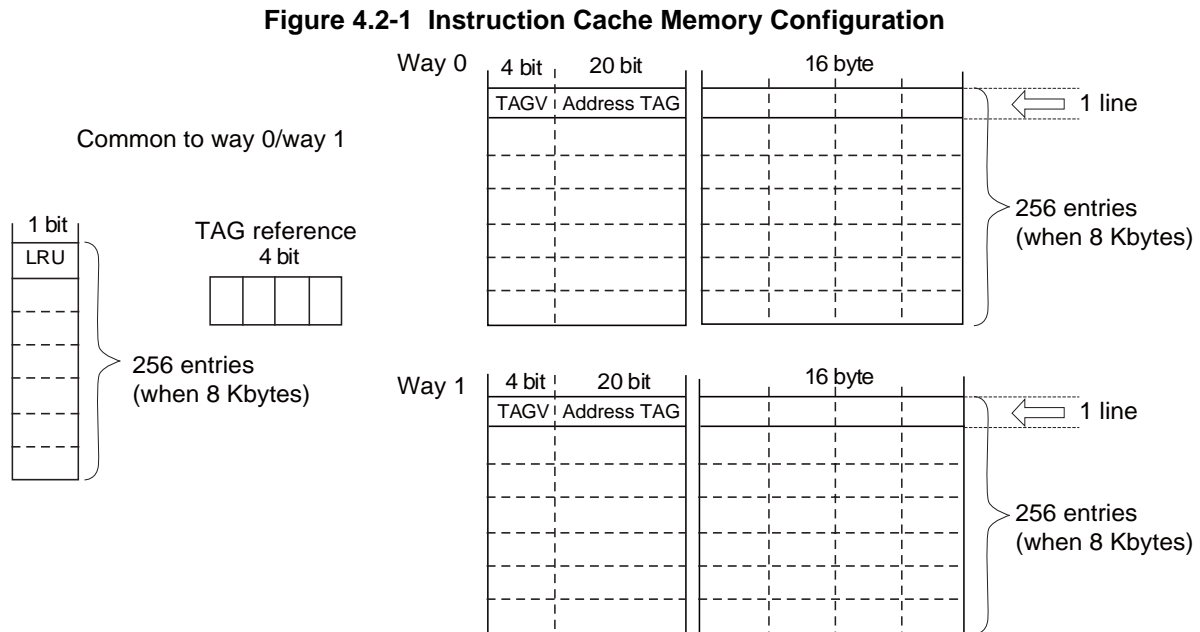 Figure 4.2-1 Instruction Cache Memory Configuration
Way 0
4 bit
20 bit
16 byte
TAGV
Address TAG
1 line
256 entries
(when 8 Kbytes)
Common to way 0/way 1
1 bit
LRU
256 entries
(when 8 Kbytes)
TAG reference
4 bit
Way 1
4 bit
20 bit
16 byte
TAGV
Address TAG
1 line
256 entries
(when 8 Kbytes)